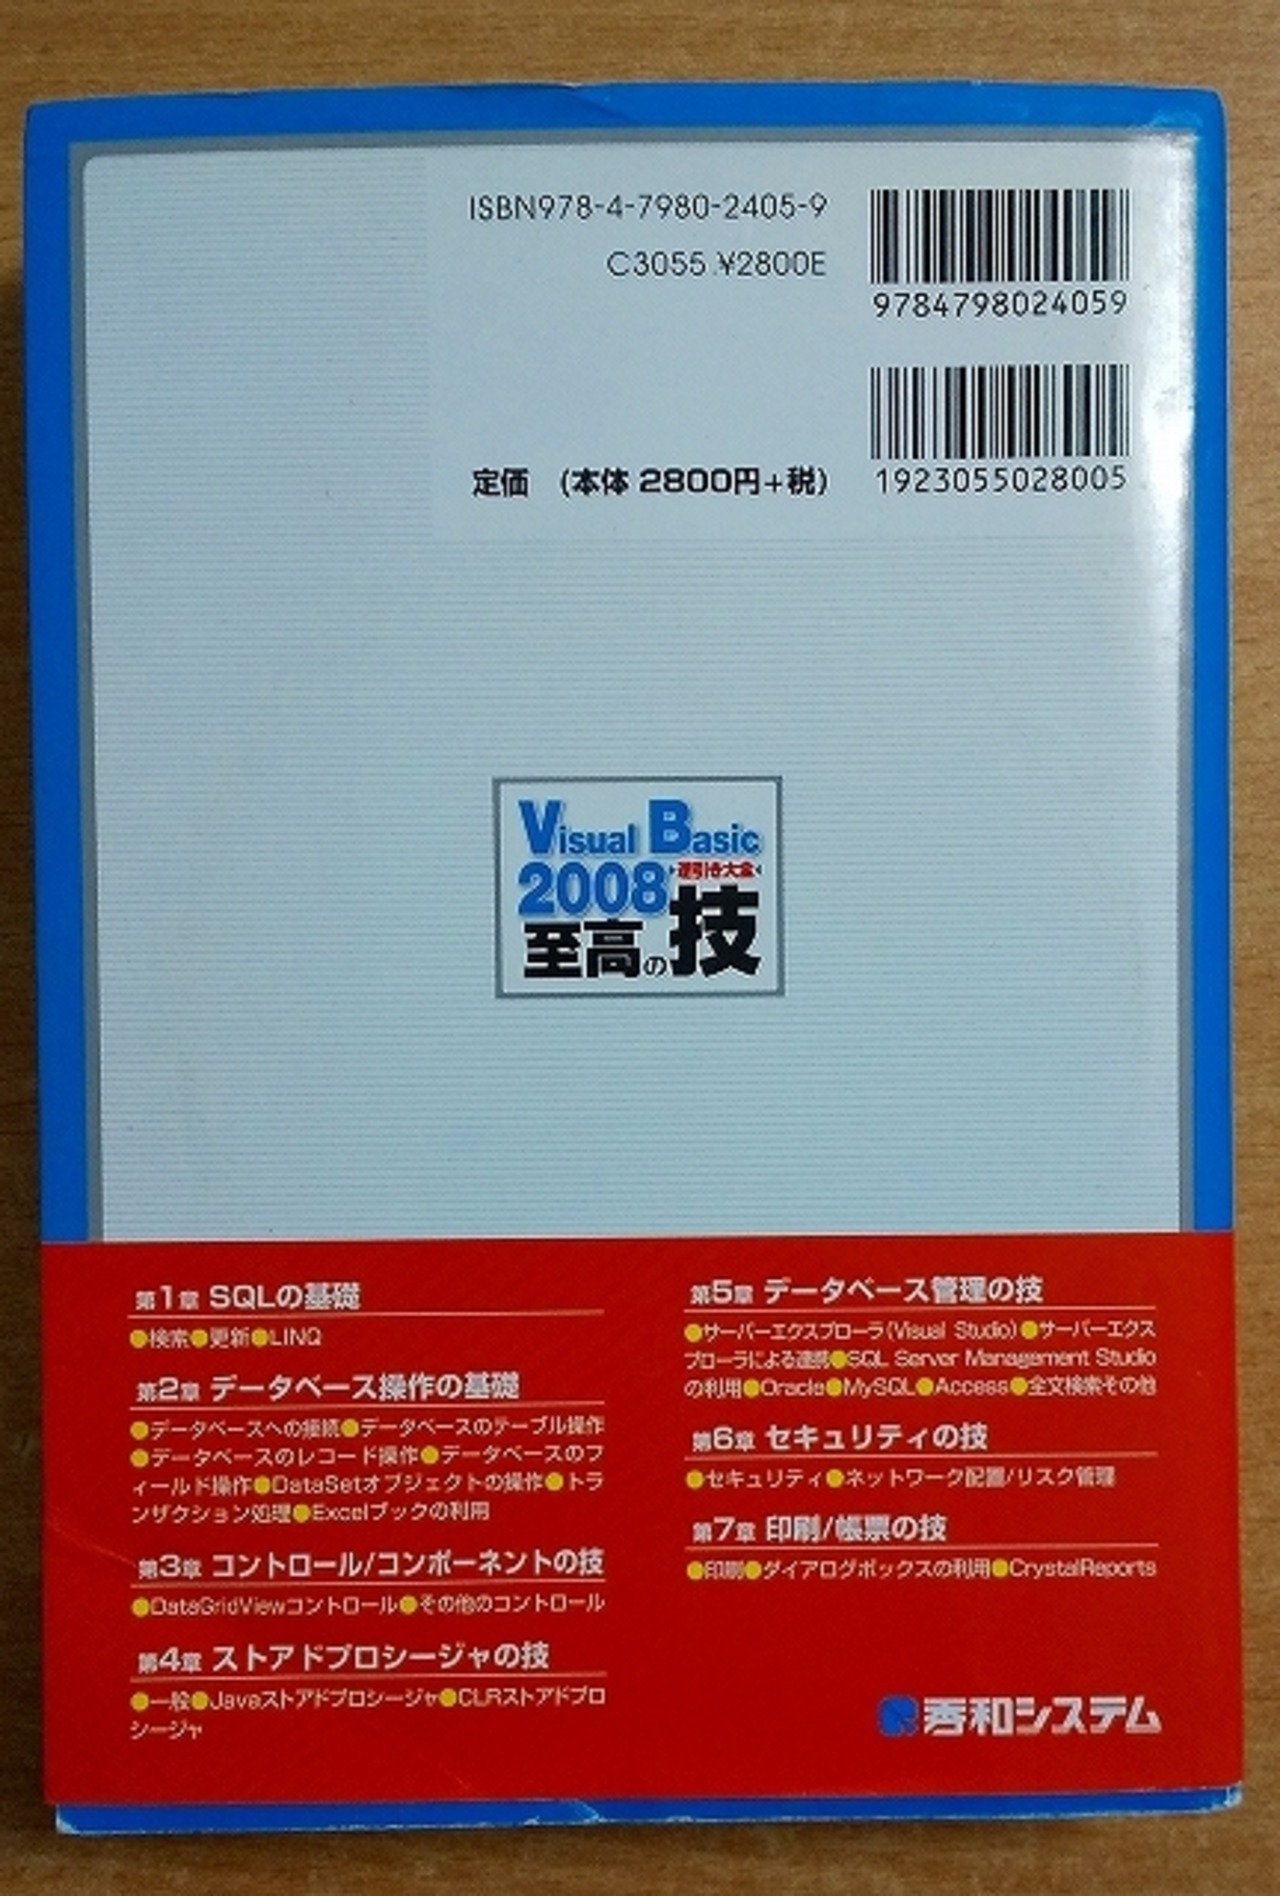 ISBN978-4-7980-2405-9
C3055 ¥2800E
9784798024059
定価 (本体 2800円+税)
1923055028005
Visual Basic
2008 逆引き大全
至高の技
第1章 SQLの基礎
●検索●更新●LINQ
第2章 データベース操作の基礎
●データベースへの接続●データベースのテーブル操作
●データベースのレコード操作●データベースのフ
ィールド操作●DataSetオブジェクトの操作●トラ
ンザクション処理●Excelブックの利用
第3章 コントロール/コンポーネントの技
●DataGridViewコントロール●その他のコントロール
第4章 ストアドプロシージャの技
●一般●Javaストアドプロシージャ●CLRストアドプロ
シージャ
第5章 データベース管理の技
●サーバーエクスプローラ(Visual Studio)●サーバーエクス
プローラによる連携●SQL Server Management Studio
の利用●Oracle●MySQL●Access●全文検索その他
第6章 セキュリティの技
●セキュリティ●ネットワーク配置/リスク管理
第7章 印刷/帳票の技
●印刷●ダイアログボックスの利用●CrystalReports
秀和システム